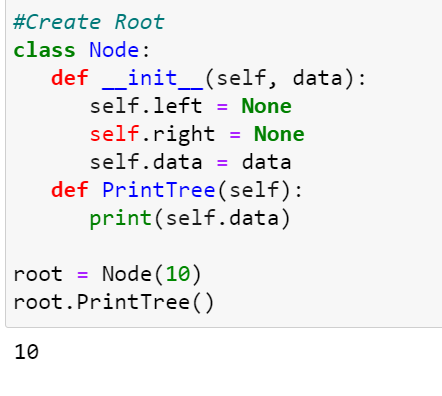 #Create Root
class Node:
   def __init__(self, data):
      self.left = None
      self.right = None
      self.data = data
   def PrintTree(self):
      print(self.data)

root = Node(10)
root.PrintTree()
10